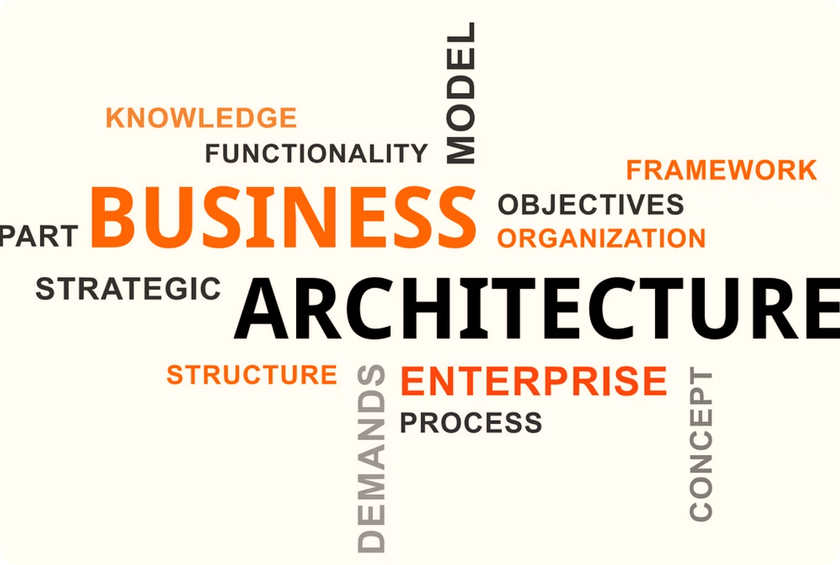 MODEL
KNOWLEDGE
FUNCTIONALITY
FRAMEWORK
PART BUSINESS OBJECTIVES
ORGANIZATION
STRATEGIC ARCHITECTURE
STRUCTURE
DEMANDS
ENTERPRISE
PROCESS
CONCEPT